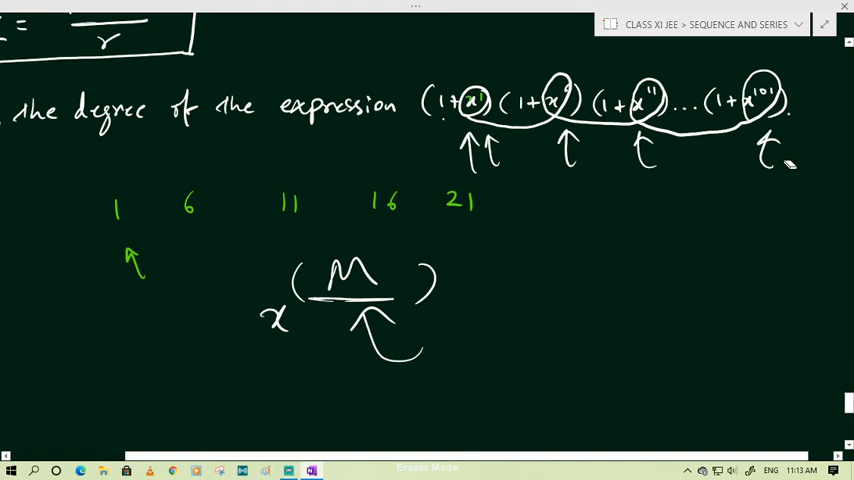 ...
CLASS XI JEE > SEQUENCE AND SERIES
r
the degree of the expression (1+x¹) (1+x⁶) (1+x¹¹) ... (1+x¹⁰¹).
1 6 11 16 21
x^(M)
Eraser Mode
ENG 11:13 AM